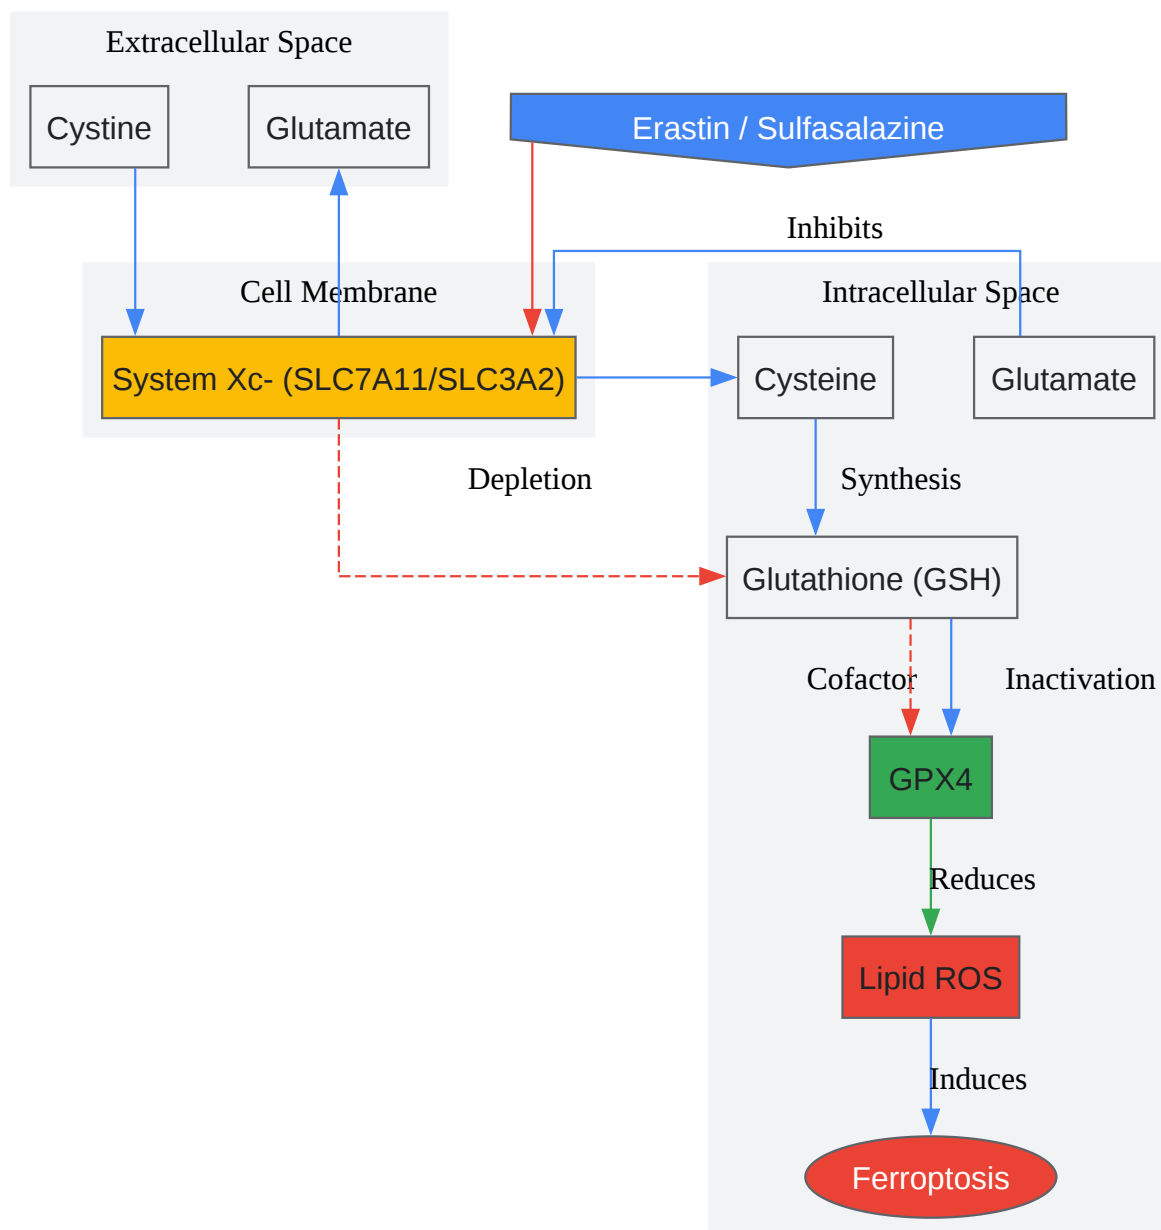 Extracellular Space
Cystine
Glutamate
Erastin / Sulfasalazine
Inhibits
Cell Membrane
Intracellular Space
System Xc- (SLC7A11/SLC3A2)
Cysteine
Glutamate
Depletion
Synthesis
Glutathione (GSH)
Cofactor
Inactivation
GPX4
Reduces
Lipid ROS
Induces
Ferroptosis